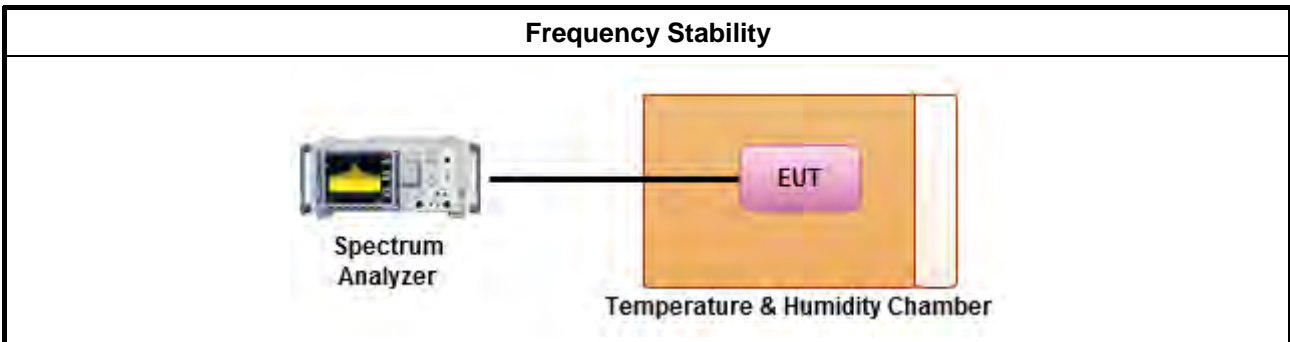 Frequency Stability
EUT
Spectrum
Analyzer
Temperature & Humidity Chamber